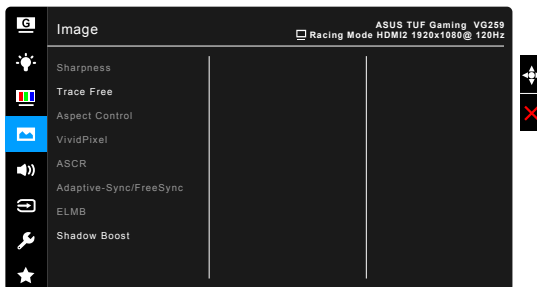 G
Image
ASUS TUF Gaming VG259
Racing Mode HDMI2 1920x1080@ 120Hz
Sharpness
Trace Free
Aspect Control
VividPixel
ASCR
Adaptive-Sync/FreeSync
ELMB
Shadow Boost